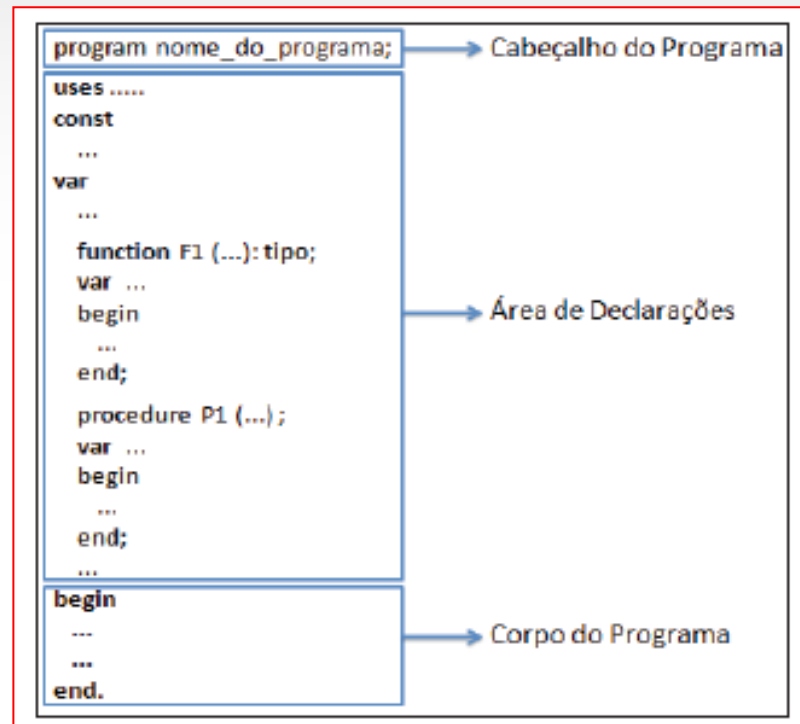 program nome_do_programa; Cabeçalho do Programa
uses .....
const
...
var
...
function F1 (...): tipo;
var ...
begin Área de Declarações
...
end;
procedure P1 (...) ;
var ...
begin
...
end;
...
begin
...
... Corpo do Programa
end.